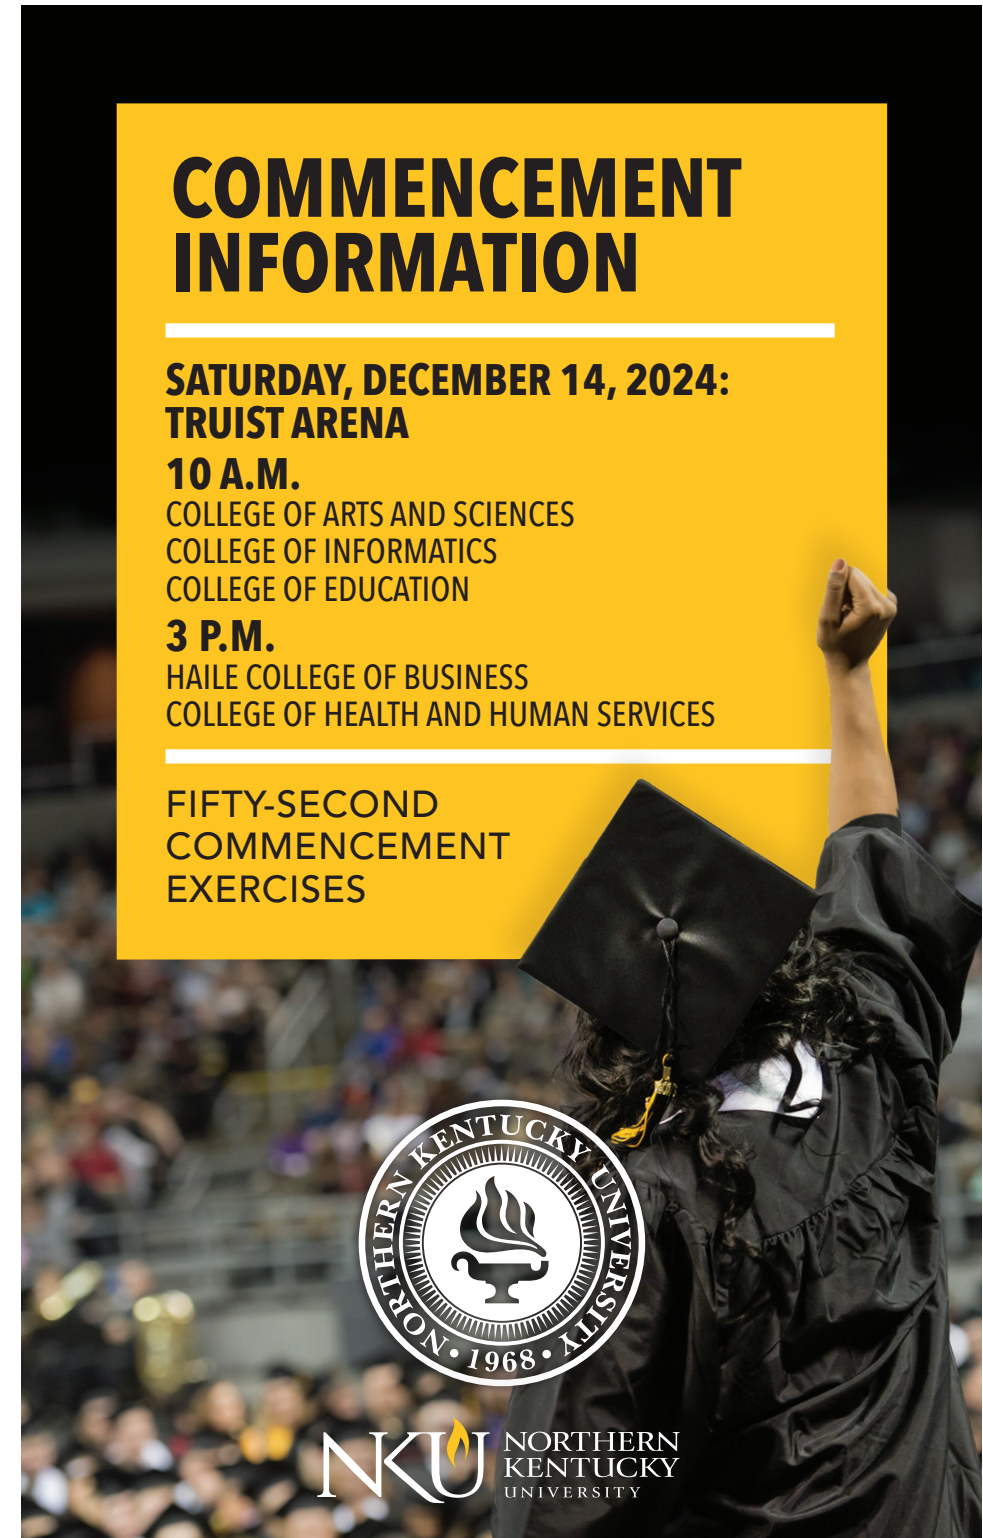 COMMENCEMENT
INFORMATION
SATURDAY, DECEMBER 14, 2024:
TRUIST ARENA
10 A.M.
COLLEGE OF ARTS AND SCIENCES
COLLEGE OF INFORMATICS
COLLEGE OF EDUCATION
3 P.M.
HAILE COLLEGE OF BUSINESS
COLLEGE OF HEALTH AND HUMAN SERVICES
FIFTY-SECOND
COMMENCEMENT
EXERCISES
NORTHERN KENTUCKY UNIVERSITY
• 1968 •
NKU
NORTHERN
KENTUCKY
UNIVERSITY